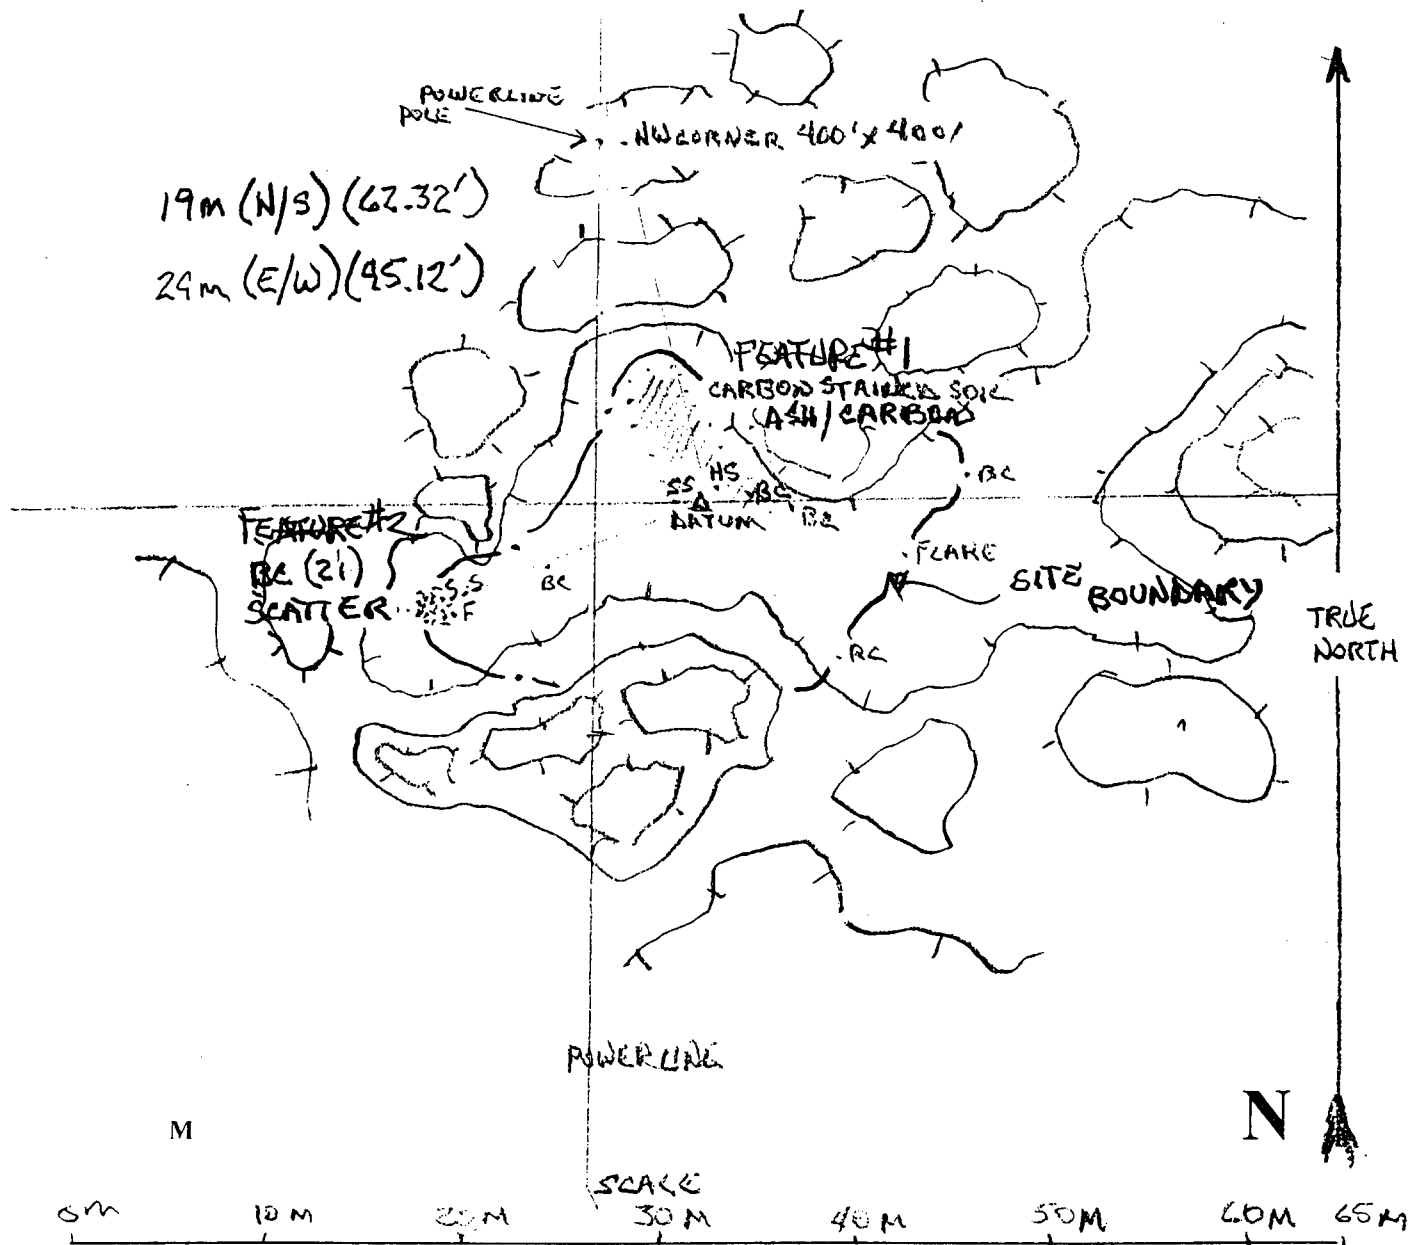 POWERLINE
POLE
NW CORNER 400' x 400'
19m (N/S) (62.32')
29m (E/W) (95.12')
FEATURE #1
CARBON STAINED SOIL
ASH/CARBON
HS
SS
BC
BC
BC
DATUM
FEATURE #2
BC (21)
SCATTER
S.S
F
BC
FLAKE
SITE BOUNDARY
BC
TRUE
NORTH
POWERLINE
N
M
SCALE
0m 10M 20M 30M 40M 50M 60M 65M